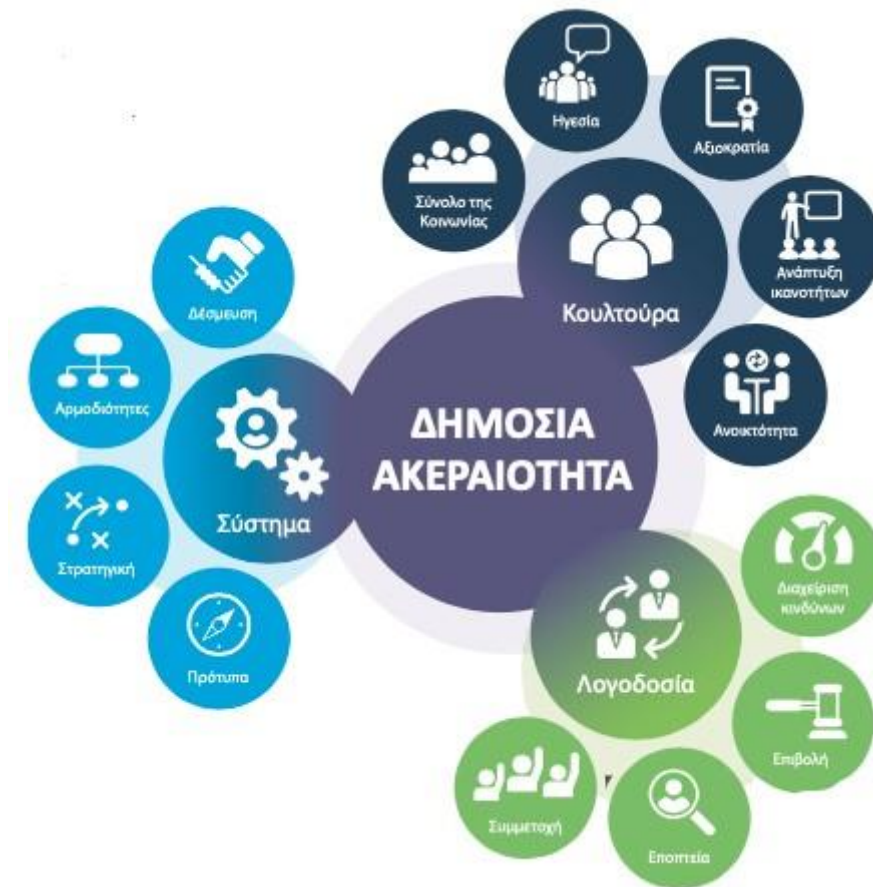 Ηγεσία
Αξιοκρατία
Σύνολο της
Κοινωνίας
Ανάπτυξη
ικανοτήτων
Κουλτούρα
Ανοικτότητα
Δέσμευση
Αρμοδιότητες
Στρατηγική
Πρότυπα
Σύστημα
ΔΗΜΟΣΙΑ
ΑΚΕΡΑΙΟΤΗΤΑ
Διαχείριση
κινδύνων
Λογοδοσία
Επιβολή
Συμμετοχή
Εποπτεία